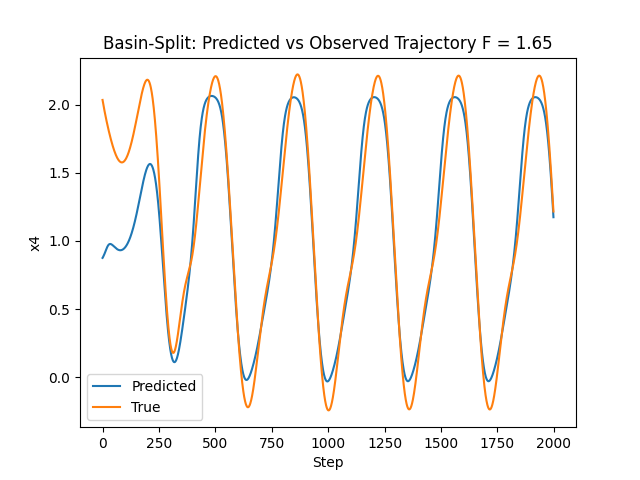 Basin-Split: Predicted vs Observed Trajectory F = 1.65
2.0
1.5
1.0
0.5
0.0
x4
0 250 500 750 1000 1250 1500 1750 2000
Step
Predicted
True